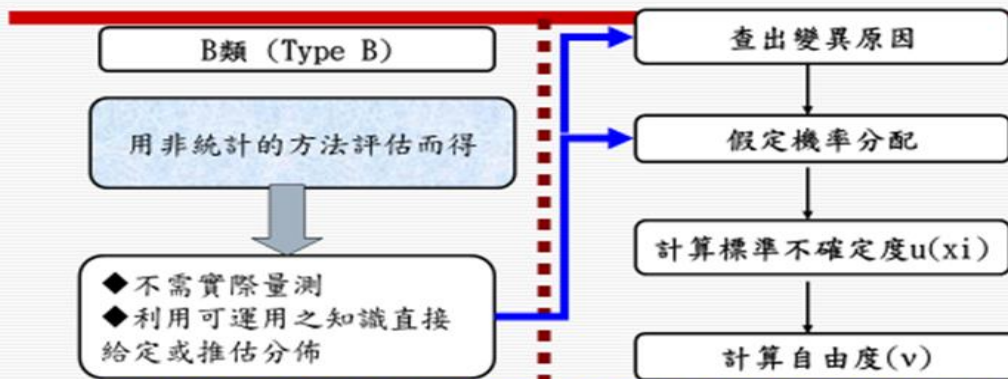 B類 (Type B)
用非統計的方法評估而得
◆不需實際量測
◆利用可運用之知識直接
給定或推估分佈
查出變異原因
假定機率分配
計算標準不確定度u(xi)
計算自由度(ν)